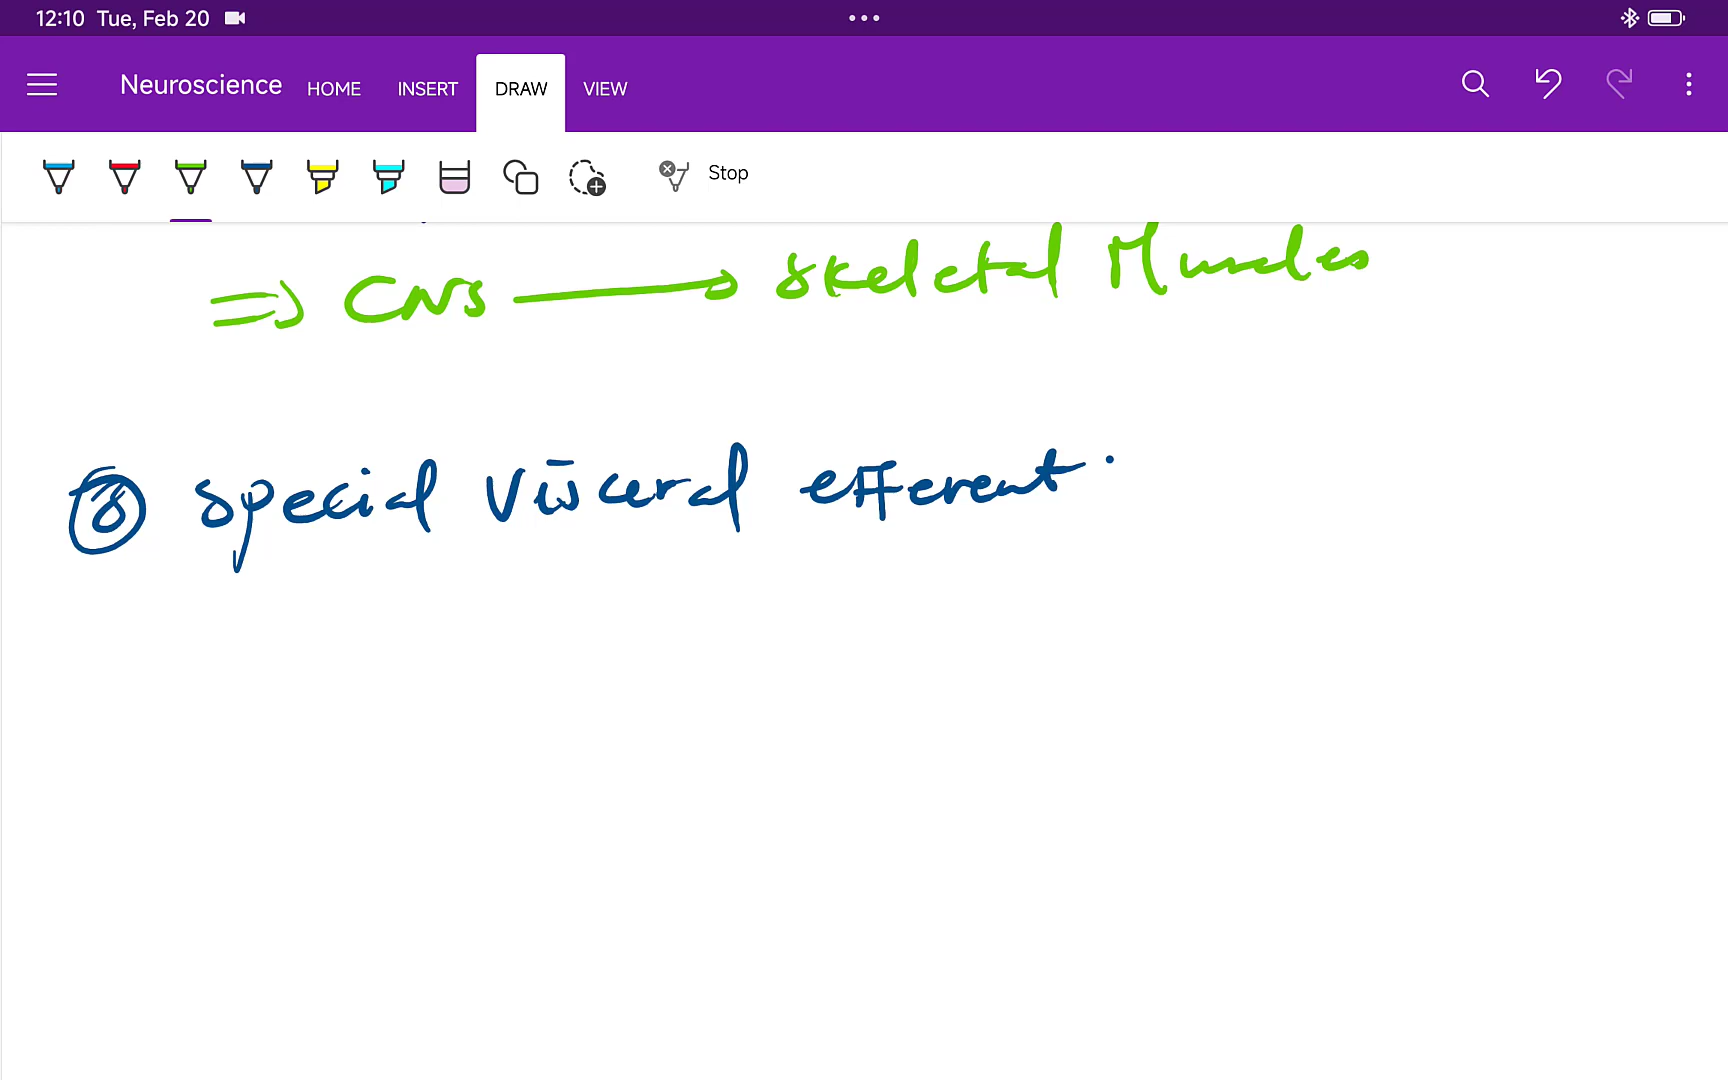 12:10 Tue, Feb 20
Neuroscience HOME INSERT DRAW VIEW
Stop
=> CNS → Skeletal Muscles
⑧ Special Visceral efferent.